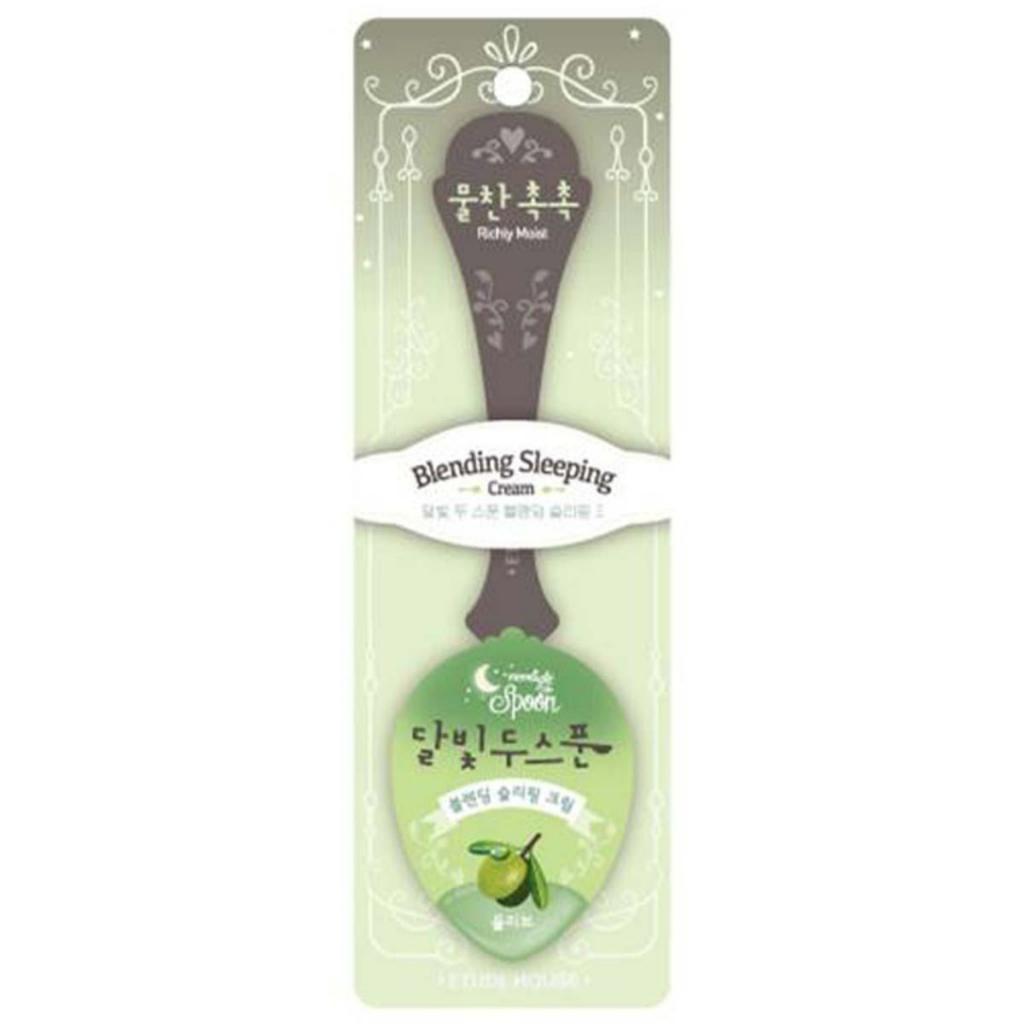 물찬 촉촉
Richly Moist
Blending Sleeping
Cream
달빛 두 스푼 블렌딩 슬리핑
Spoon
달빛두스푼
블렌딩 슬리핑 크림
올리브
ETUDE HOUSE